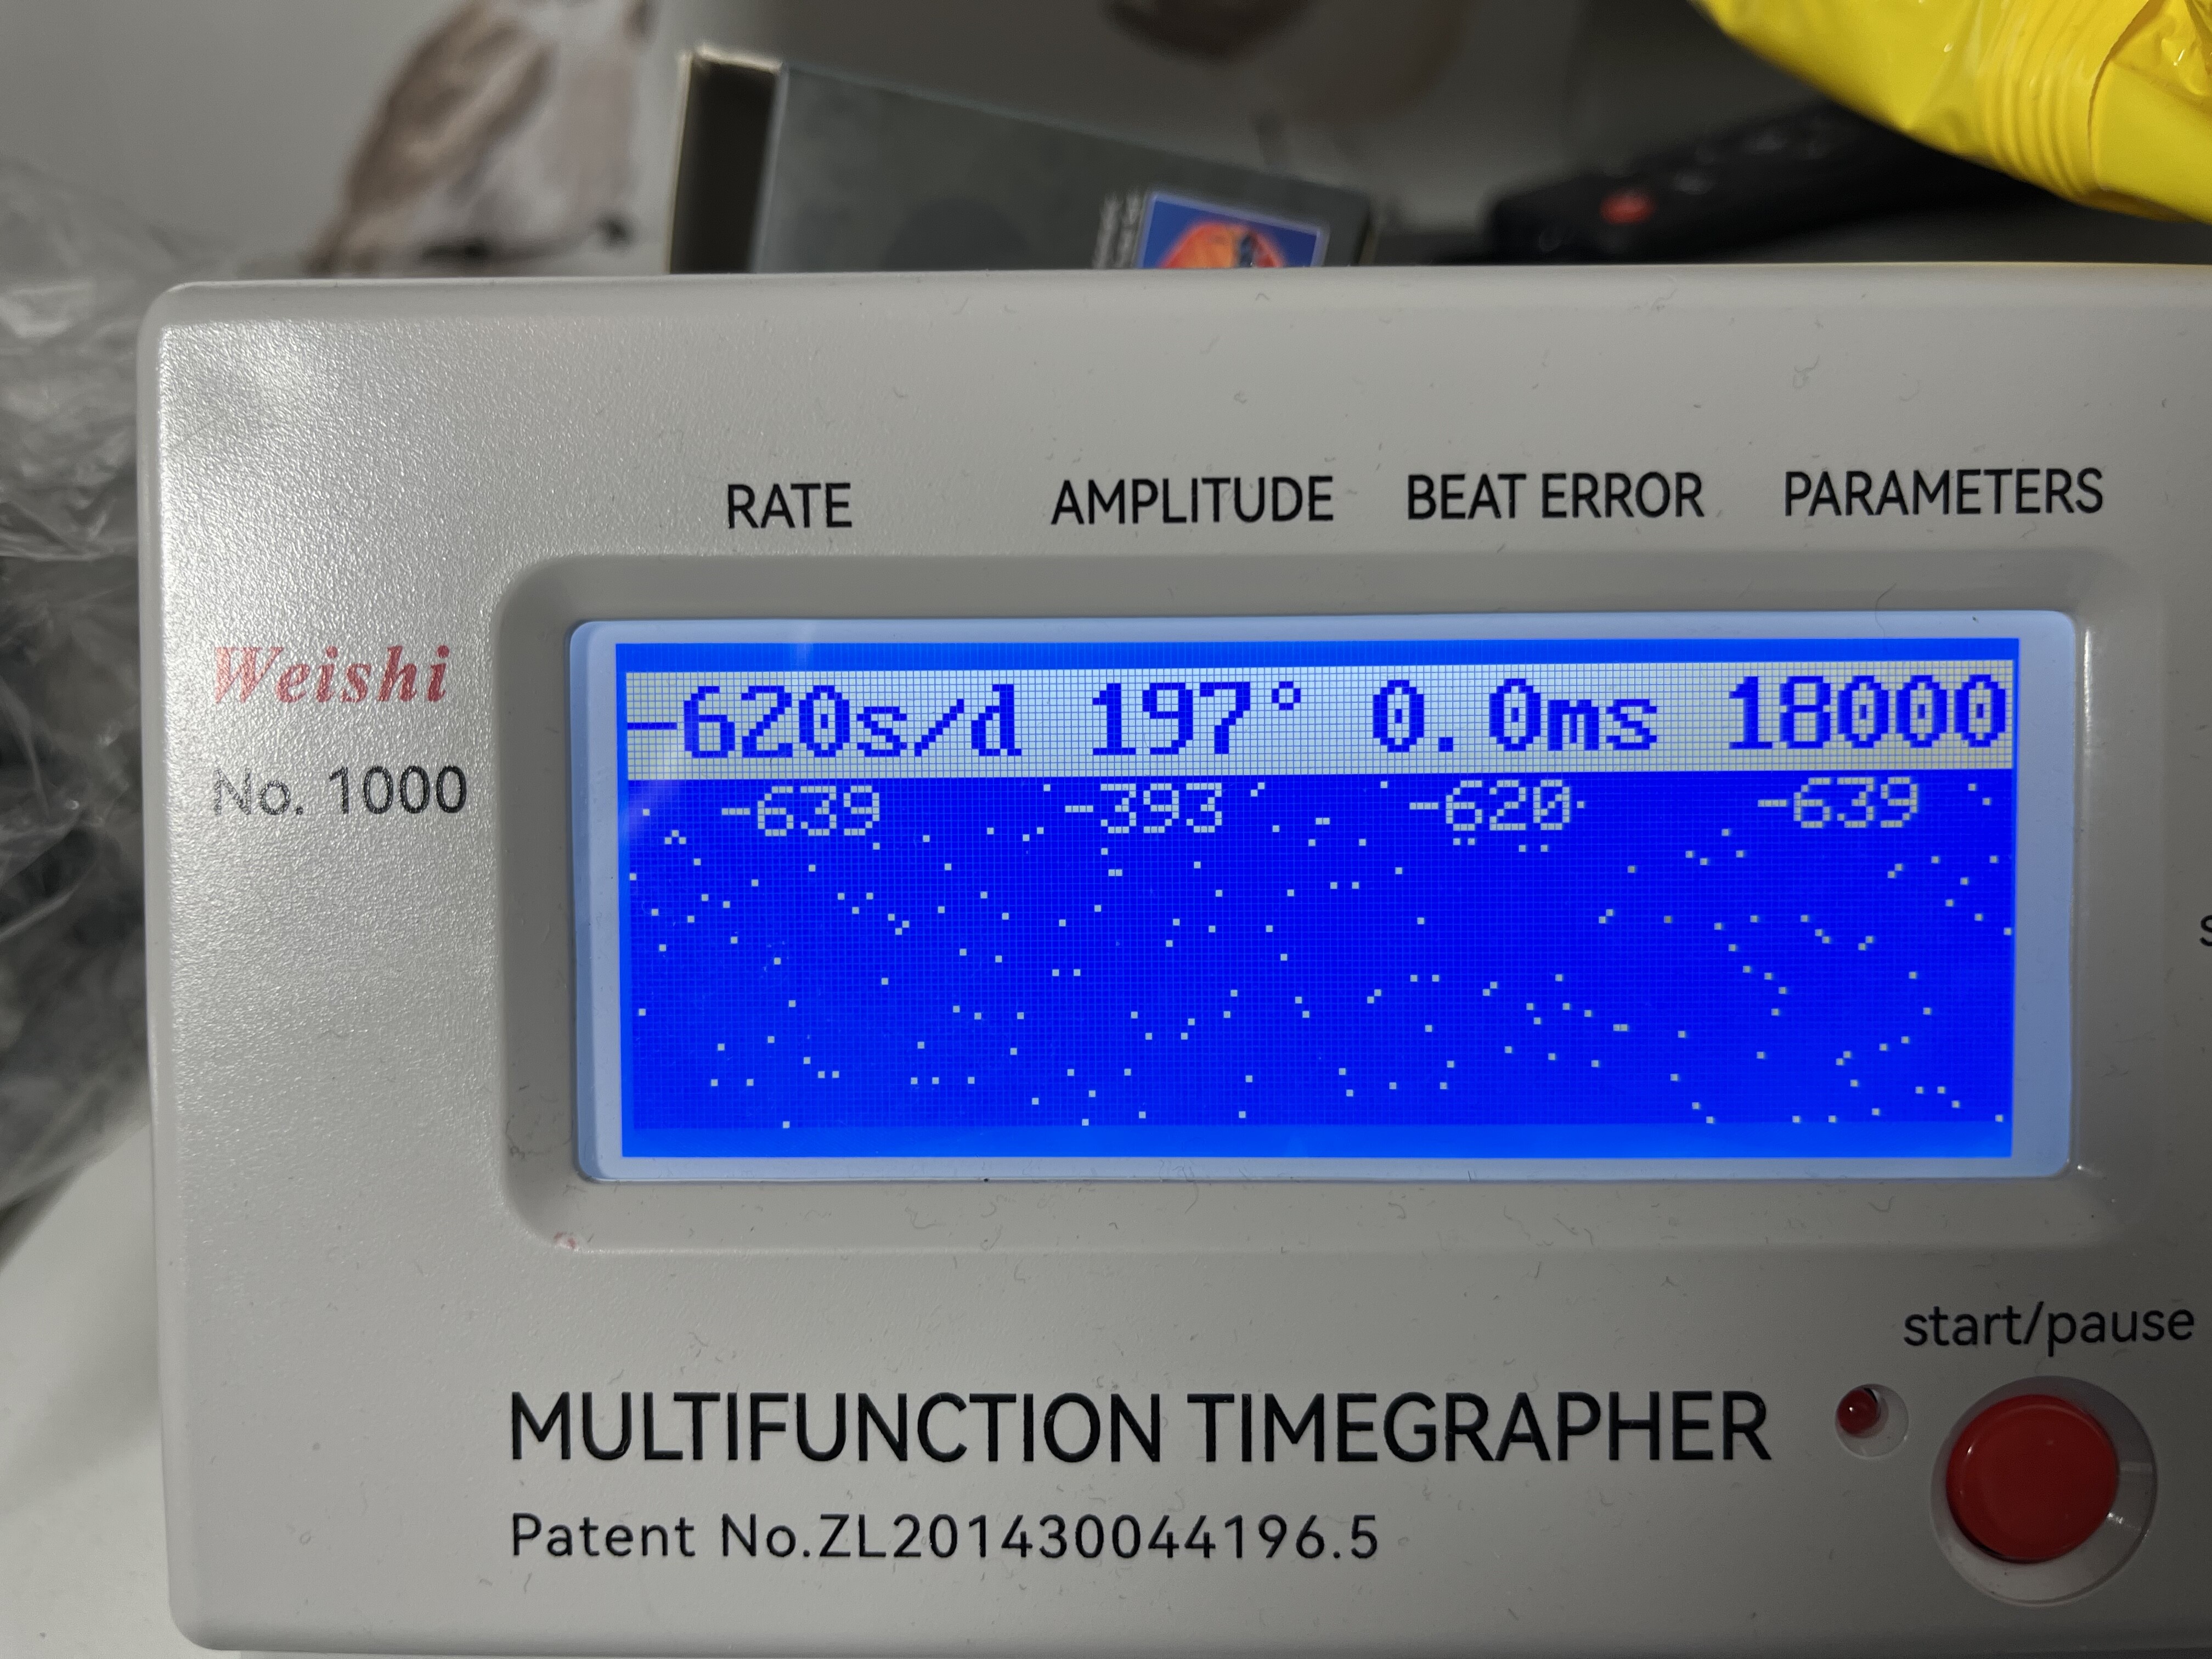 RATE AMPLITUDE BEAT ERROR PARAMETERS
Weishi
No. 1000
-620s/d 197° 0.0ms 18000
-639 -393 -620 -639
start/pause
MULTIFUNCTION TIMEGRAPHER
Patent No.ZL201430044196.5